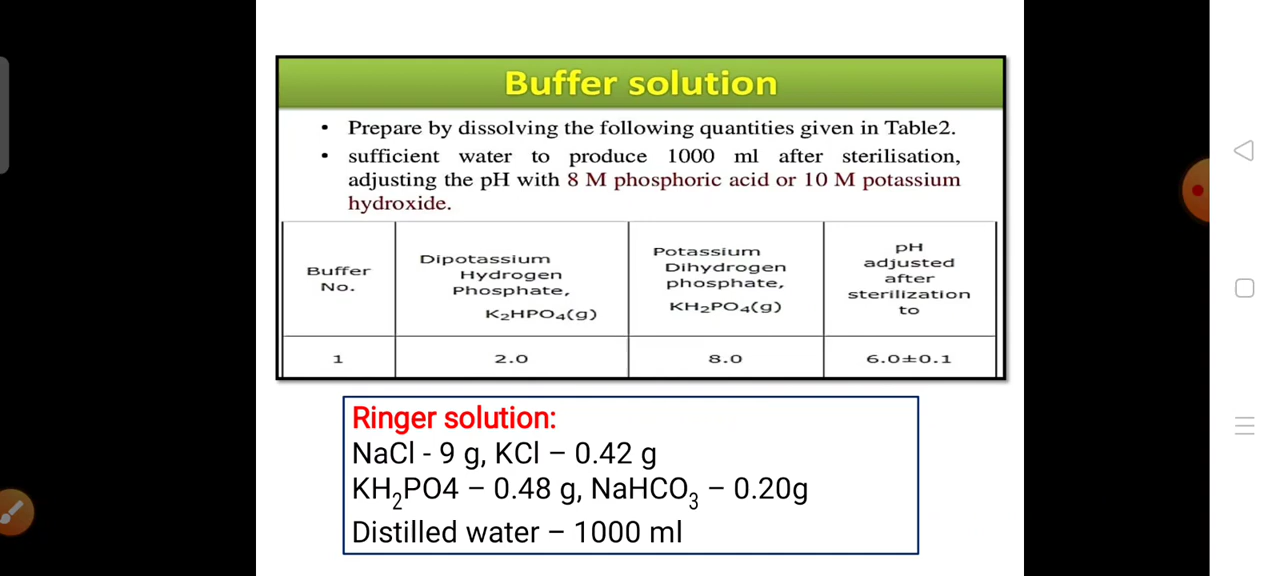 Buffer solution
• Prepare by dissolving the following quantities given in Table2.
• sufficient water to produce 1000 ml after sterilisation,
adjusting the pH with 8 M phosphoric acid or 10 M potassium
hydroxide.
Buffer
No.
Dipotassium
Hydrogen
Phosphate,
K₂HPO₄(g)
Potassium
Dihydrogen
phosphate,
KH₂PO₄(g)
pH
adjusted
after
sterilization
to
1 2.0 8.0 6.0±0.1
Ringer solution:
NaCl - 9 g, KCl – 0.42 g
KH₂PO4 – 0.48 g, NaHCO₃ – 0.20g
Distilled water – 1000 ml